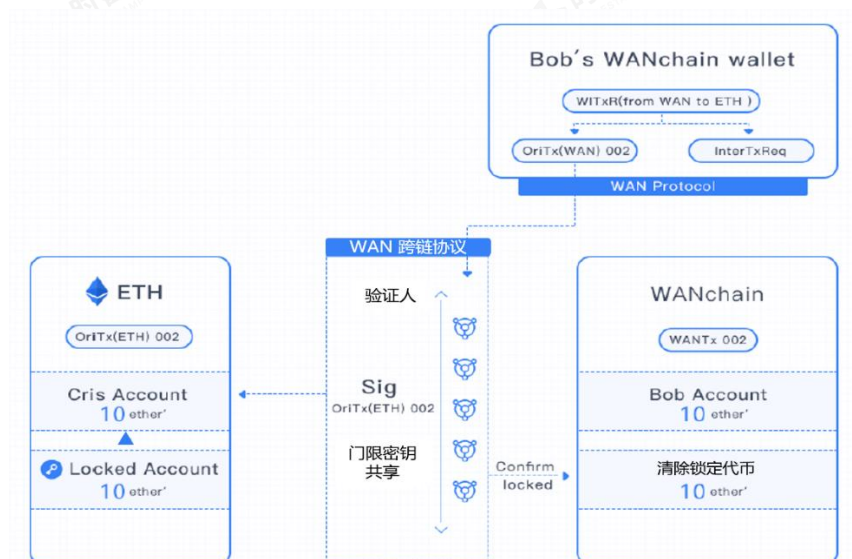 Bob's WANchain wallet
WITxR(from WAN to ETH )
OriTx(WAN) 002
InterTxReq
WAN Protocol
WAN 跨链协议
ETH
OriTx(ETH) 002
Cris Account
10 ether'
Locked Account
10 ether'
验证人
Sig
OriTx(ETH) 002
门限密钥
共享
Confirm
locked
WANchain
WANTx 002
Bob Account
10 ether'
清除锁定代币
10 ether'